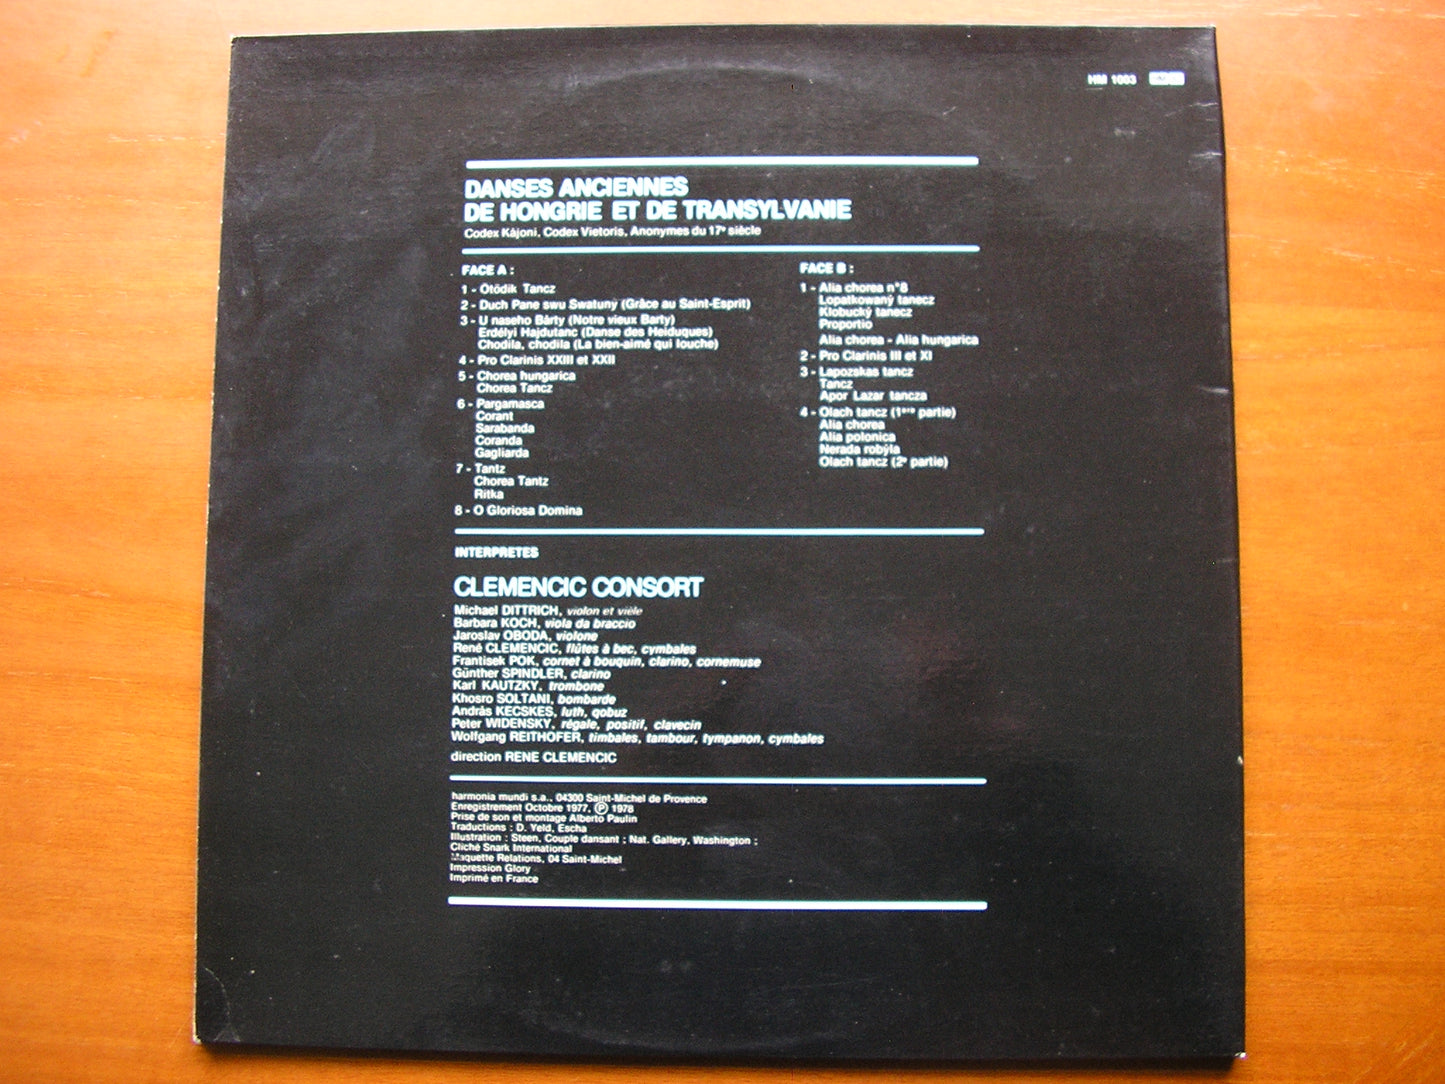 HM 1003
DANSES ANCIENNES
DE HONGRIE ET DE TRANSYLVANIE
Codex Kàjoni, Codex Vietoris, Anonymes du 17e siècle
FACE A :
1 - Otödik Tancz
2 - Duch Pane swu Swatuny (Grâce au Saint-Esprit)
3 - U naseho Bárty (Notre vieux Barty)
Erdélyi Hajdutanc (Danse des Heiduques)
Chodila, chodila (La bien-aimé qui louche)
4 - Pro Clarinis XXIII et XXII
5 - Chorea hungarica
Chorea Tancz
6 - Pargamasca
Corant
Sarabanda
Coranda
Gagliarda
7 - Tantz
Chorea Tantz
Ritka
8 - O Gloriosa Domina
FACE B :
1 - Alia chorea n°8
Lopatkowaný tanecz
Klobucký tanecz
Proportio
Alia chorea - Alia hungarica
2 - Pro Clarinis III et XI
3 - Lapozskas tancz
Tancz
Apor Lazar tancza
4 - Olach tancz (1ère partie)
Alia chorea
Alia polonica
Nerada robýla
Olach tancz (2e partie)
INTERPRETES
CLEMENCIC CONSORT
Michael DITTRICH, violon et vièle
Barbara KOCH, viola da braccio
Jaroslav OBODA, violone
René CLEMENCIC, flûtes à bec, cymbales
Frantisek POK, cornet à bouquin, clarino, cornemuse
Günther SPINDLER, clarino
Karl KAUTZKY, trombone
Khosro SOLTANI, bombarde
András KECSKES, luth, qobuz
Peter WIDENSKY, régale, positif, clavecin
Wolfgang REITHOFER, timbales, tambour, tympanon, cymbales
direction RENE CLEMENCIC
harmonia mundi s.a., 04300 Saint-Michel de Provence
Enregistrement Octobre 1977, Ⓟ 1978
Prise de son et montage Alberto Paulin
Traductions : D. Yeld, Escha
Illustration : Steen, Couple dansant ; Nat. Gallery, Washington ;
Cliché Snark International
Maquette Relations, 04 Saint-Michel
Impression Glory
Imprimé en France